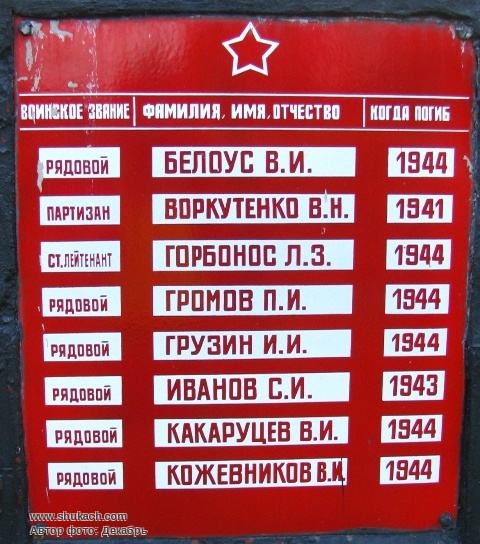 ВОИНСКОЕ ЗВАНИЕ ФАМИЛИЯ, ИМЯ, ОТЧЕСТВО КОГДА ПОГИБ
РЯДОВОЙ БЕЛОУС В.И. 1944
ПАРТИЗАН ВОРКУТЕНКО В.Н. 1941
СТ.ЛЕЙТЕНАНТ ГОРБОНОС Л.З. 1944
РЯДОВОЙ ГРОМОВ П.И. 1944
РЯДОВОЙ ГРУЗИН И.И. 1944
РЯДОВОЙ ИВАНОВ С.И. 1943
РЯДОВОЙ КАКАРУЦЕВ В.И. 1944
РЯДОВОЙ КОЖЕВНИКОВ В.И. 1944
www.shukach.com
Автор фото: Декабрь